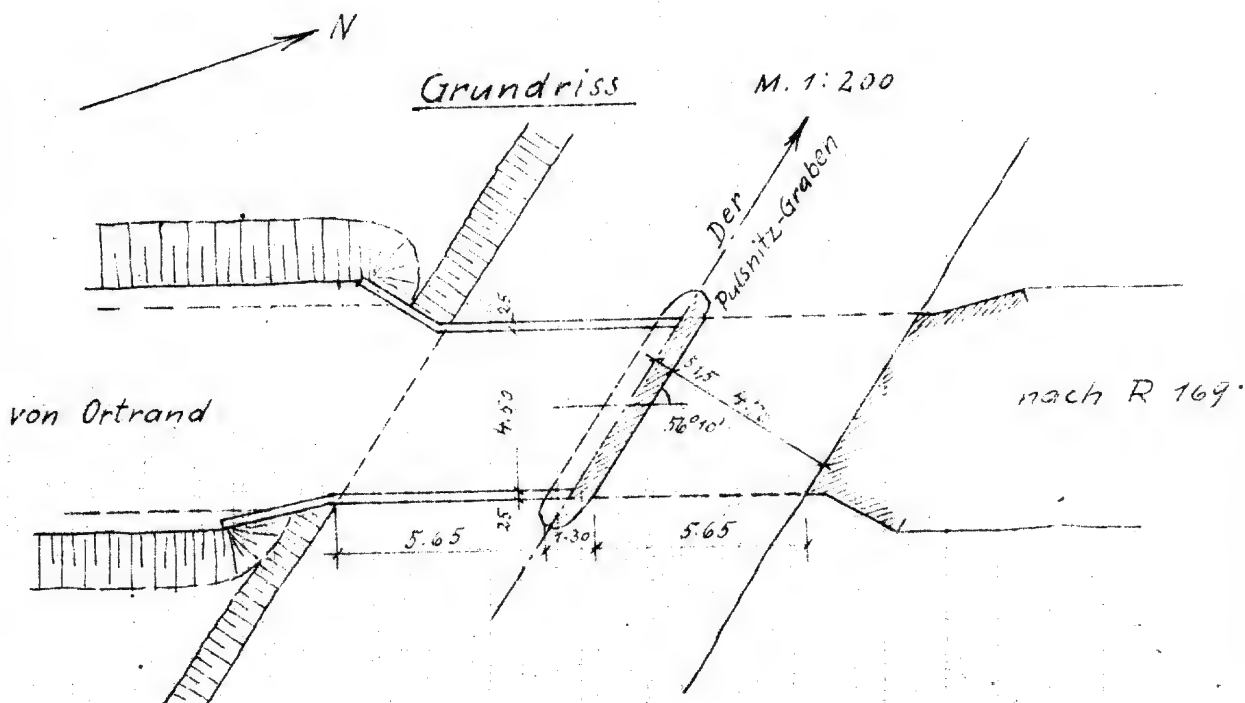 N
Grundriss
M. 1:200
Der
Pulsnitz-Graben
25
von Ortrand
4.50
56°10'
nach R 169
25
5.65
1.30
5.65